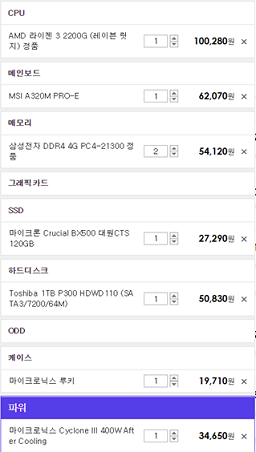 CPU
AMD 라이젠 3 2200G (레이븐 릿
지) 정품
1
100,280원 ×
메인보드
MSI A320M PRO-E
1
62,070원 ×
메모리
삼성전자 DDR4 4G PC4-21300 정
품
2
54,120원 ×
그래픽카드
SSD
마이크론 Crucial BX500 대원CTS
120GB
1
27,290원 ×
하드디스크
Toshiba 1TB P300 HDWD110 (SA
TA3/7200/64M)
1
50,830원 ×
ODD
케이스
마이크로닉스 루키
1
19,710원 ×
파워
마이크로닉스 Cyclone III 400W Aft
er Cooling
1
34,650원 ×